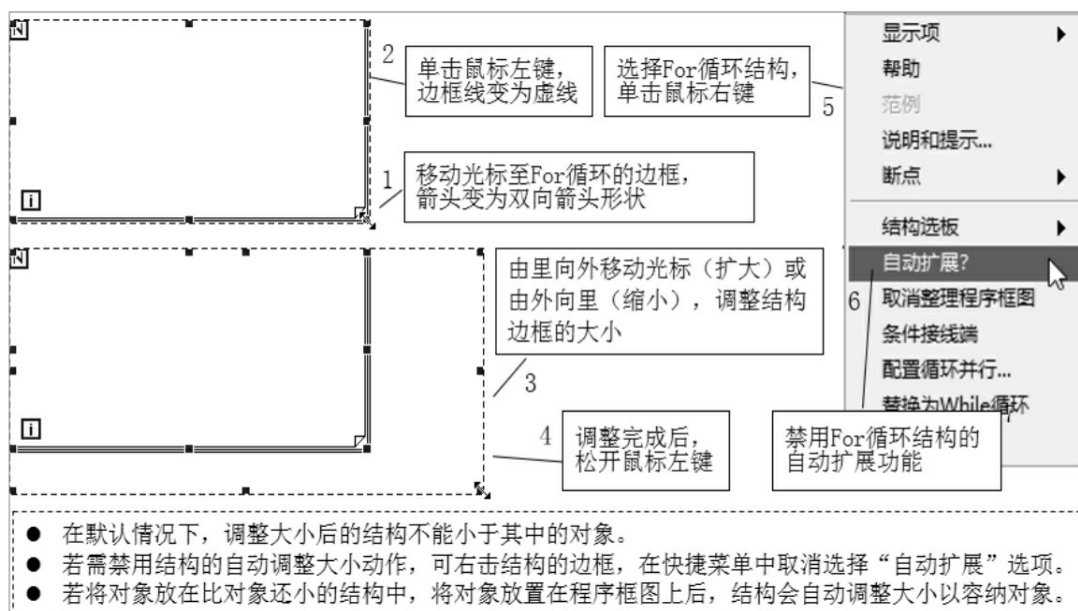 N
2
单击鼠标左键，
边框线变为虚线
选择For循环结构，
单击鼠标右键
5
i
1
移动光标至For循环的边框，
箭头变为双向箭头形状
N
由里向外移动光标（扩大）或
由外向里（缩小），调整结构
边框的大小
3
i
4
调整完成后，
松开鼠标左键
显示项
帮助
范例
说明和提示...
断点
结构选板
自动扩展?
6
取消整理程序框图
条件接线端
配置循环并行...
替换为While循环
禁用For循环结构的
自动扩展功能
● 在默认情况下，调整大小后的结构不能小于其中的对象。
● 若需禁用结构的自动调整大小动作，可右击结构的边框，在快捷菜单中取消选择“自动扩展”选项。
● 若将对象放在比对象还小的结构中，将对象放置在程序框图上后，结构会自动调整大小以容纳对象。